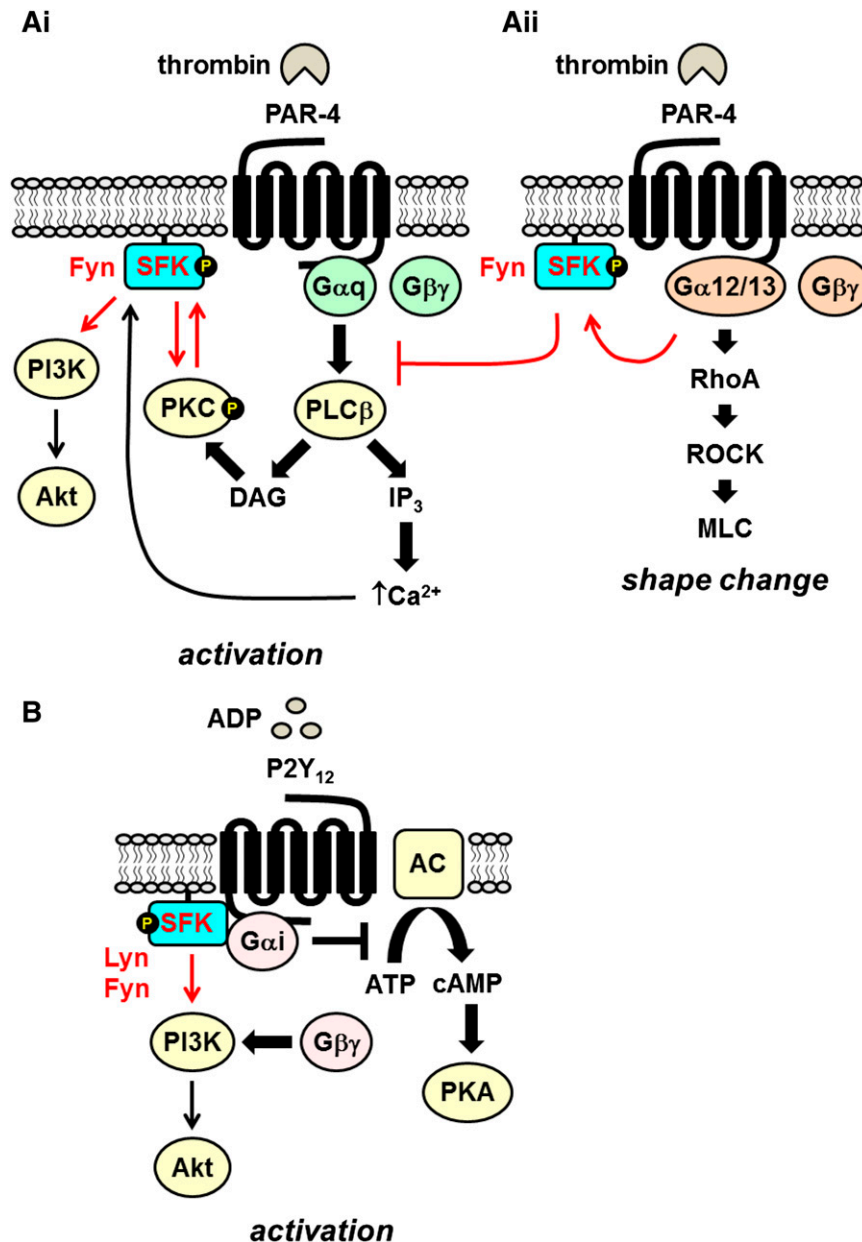 Ai
thrombin
PAR-4
Fyn SFK P
Gαq Gβγ
PI3K
PKC P
PLCβ
Akt
DAG
IP₃
↑Ca²⁺
activation
Aii
thrombin
PAR-4
Fyn SFK P
Gα12/13 Gβγ
RhoA
ROCK
MLC
shape change
B
ADP
P2Y₁₂
AC
P SFK
Gαi
Lyn
Fyn
ATP cAMP
PI3K
Gβγ
PKA
Akt
activation